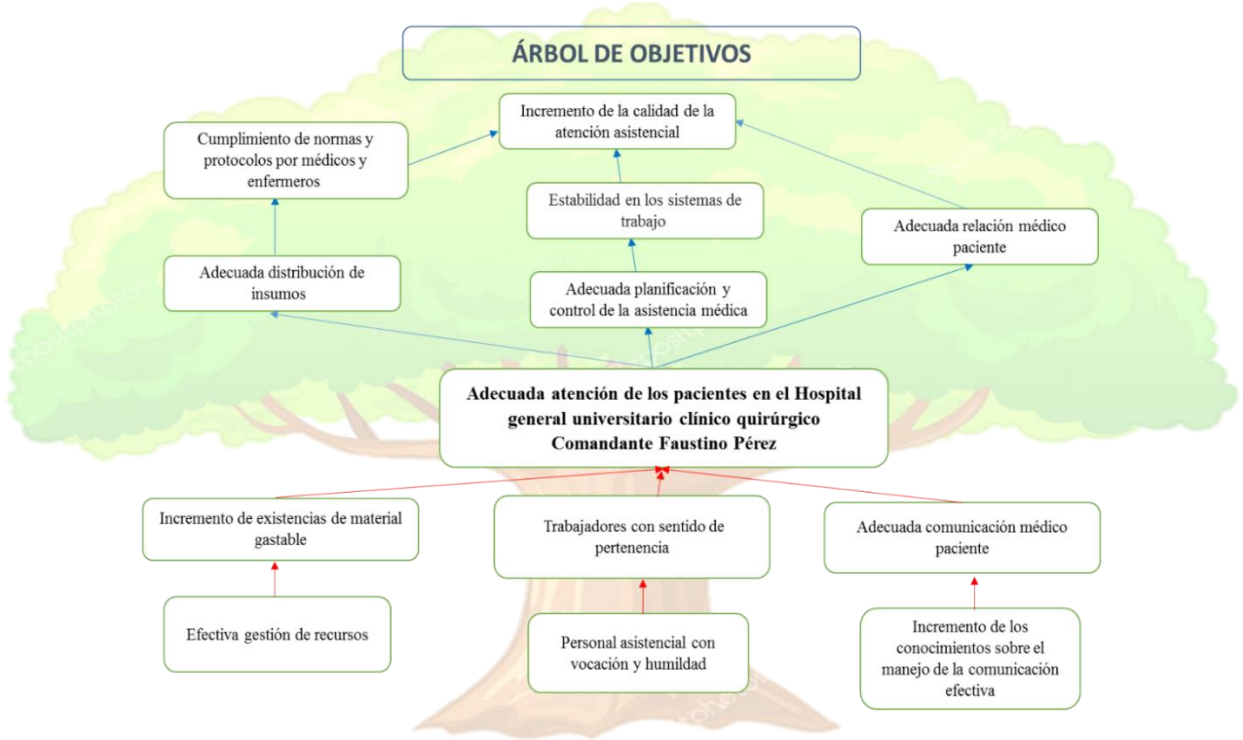 ÁRBOL DE OBJETIVOS
Incremento de la calidad de la
atención asistencial
Cumplimiento de normas y
protocolos por médicos y
enfermeros
Estabilidad en los sistemas de
trabajo
Adecuada relación médico
paciente
Adecuada distribución de
insumos
Adecuada planificación y
control de la asistencia médica
Adecuada atención de los pacientes en el Hospital
general universitario clínico quirúrgico
Comandante Faustino Pérez
Incremento de existencias de material
gastable
Trabajadores con sentido de
pertenencia
Adecuada comunicación médico
paciente
Efectiva gestión de recursos
Personal asistencial con
vocación y humildad
Incremento de los
conocimientos sobre el
manejo de la comunicación
efectiva